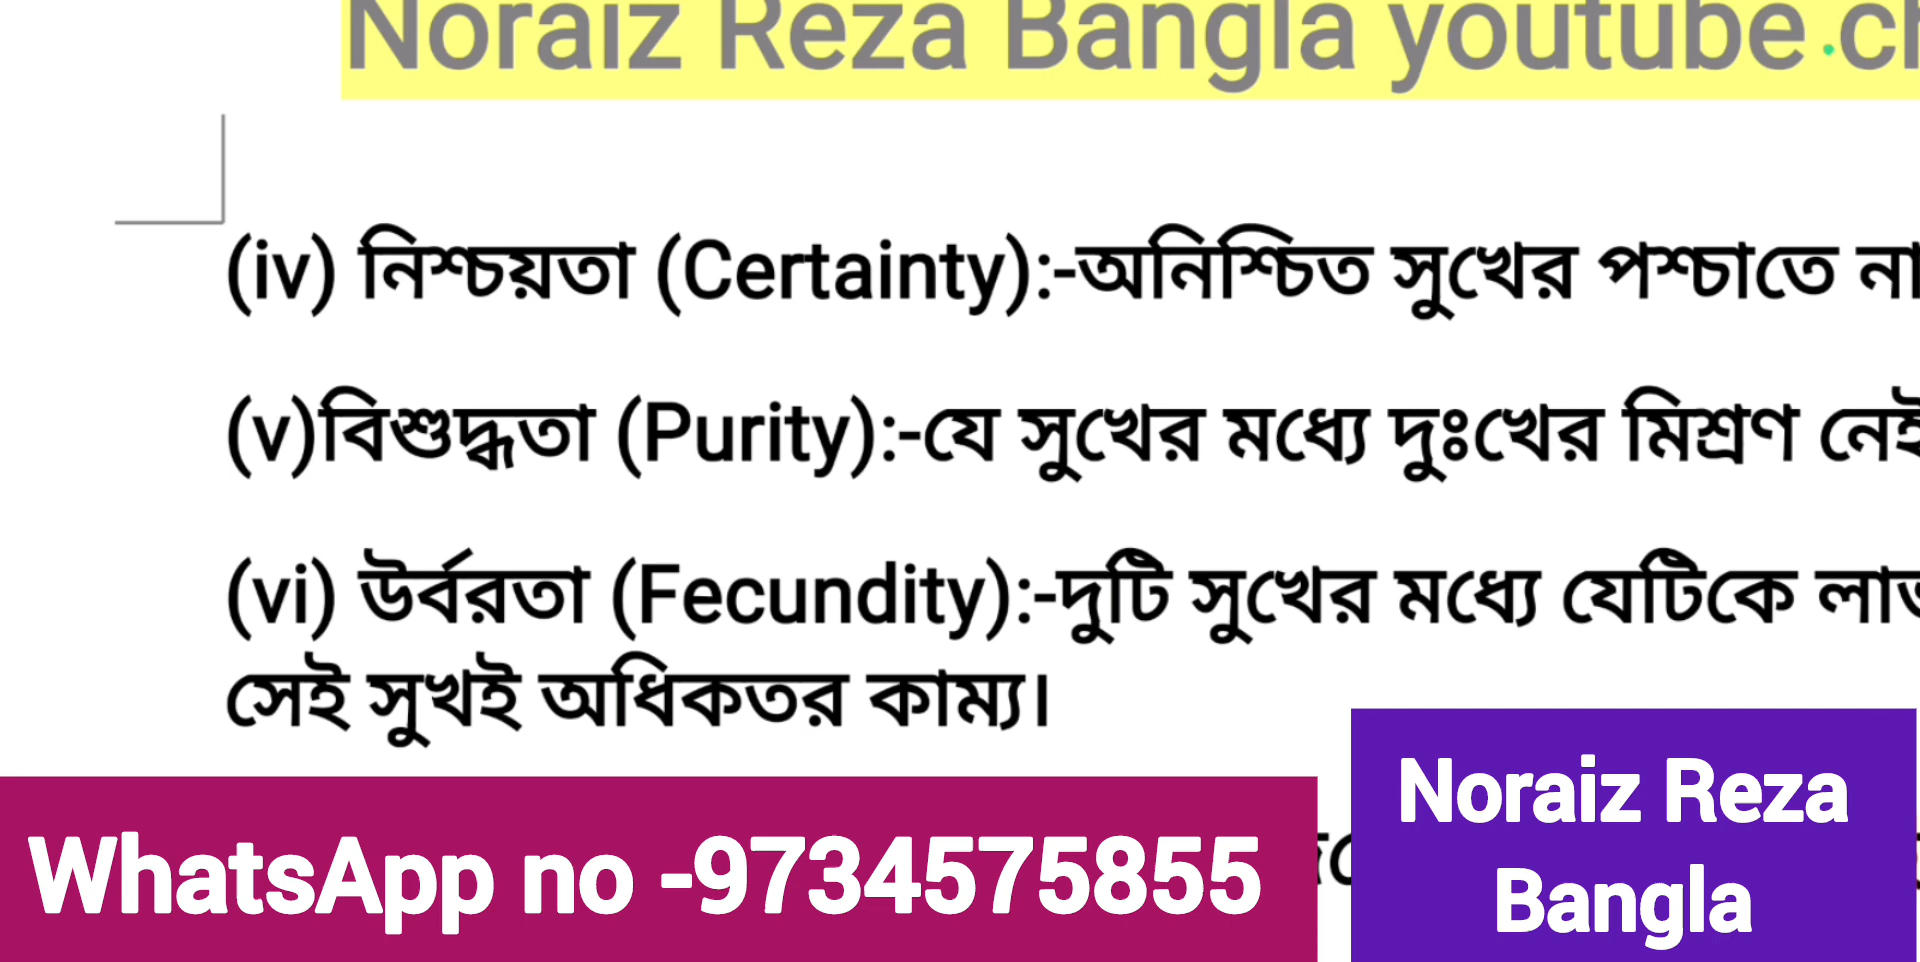 Noraiz Reza Bangla youtube
(iv) নিশ্চয়তা (Certainty):-অনিশ্চিত সুখের পশ্চাতে না
(v)বিশুদ্ধতা (Purity):-যে সুখের মধ্যে দুঃখের মিশ্রণ নেই
(vi) উর্বরতা (Fecundity):-দুটি সুখের মধ্যে যেটিকে
সেই সুখই অধিকতর কাম্য।
WhatsApp no -9734575855
Noraiz Reza
Bangla